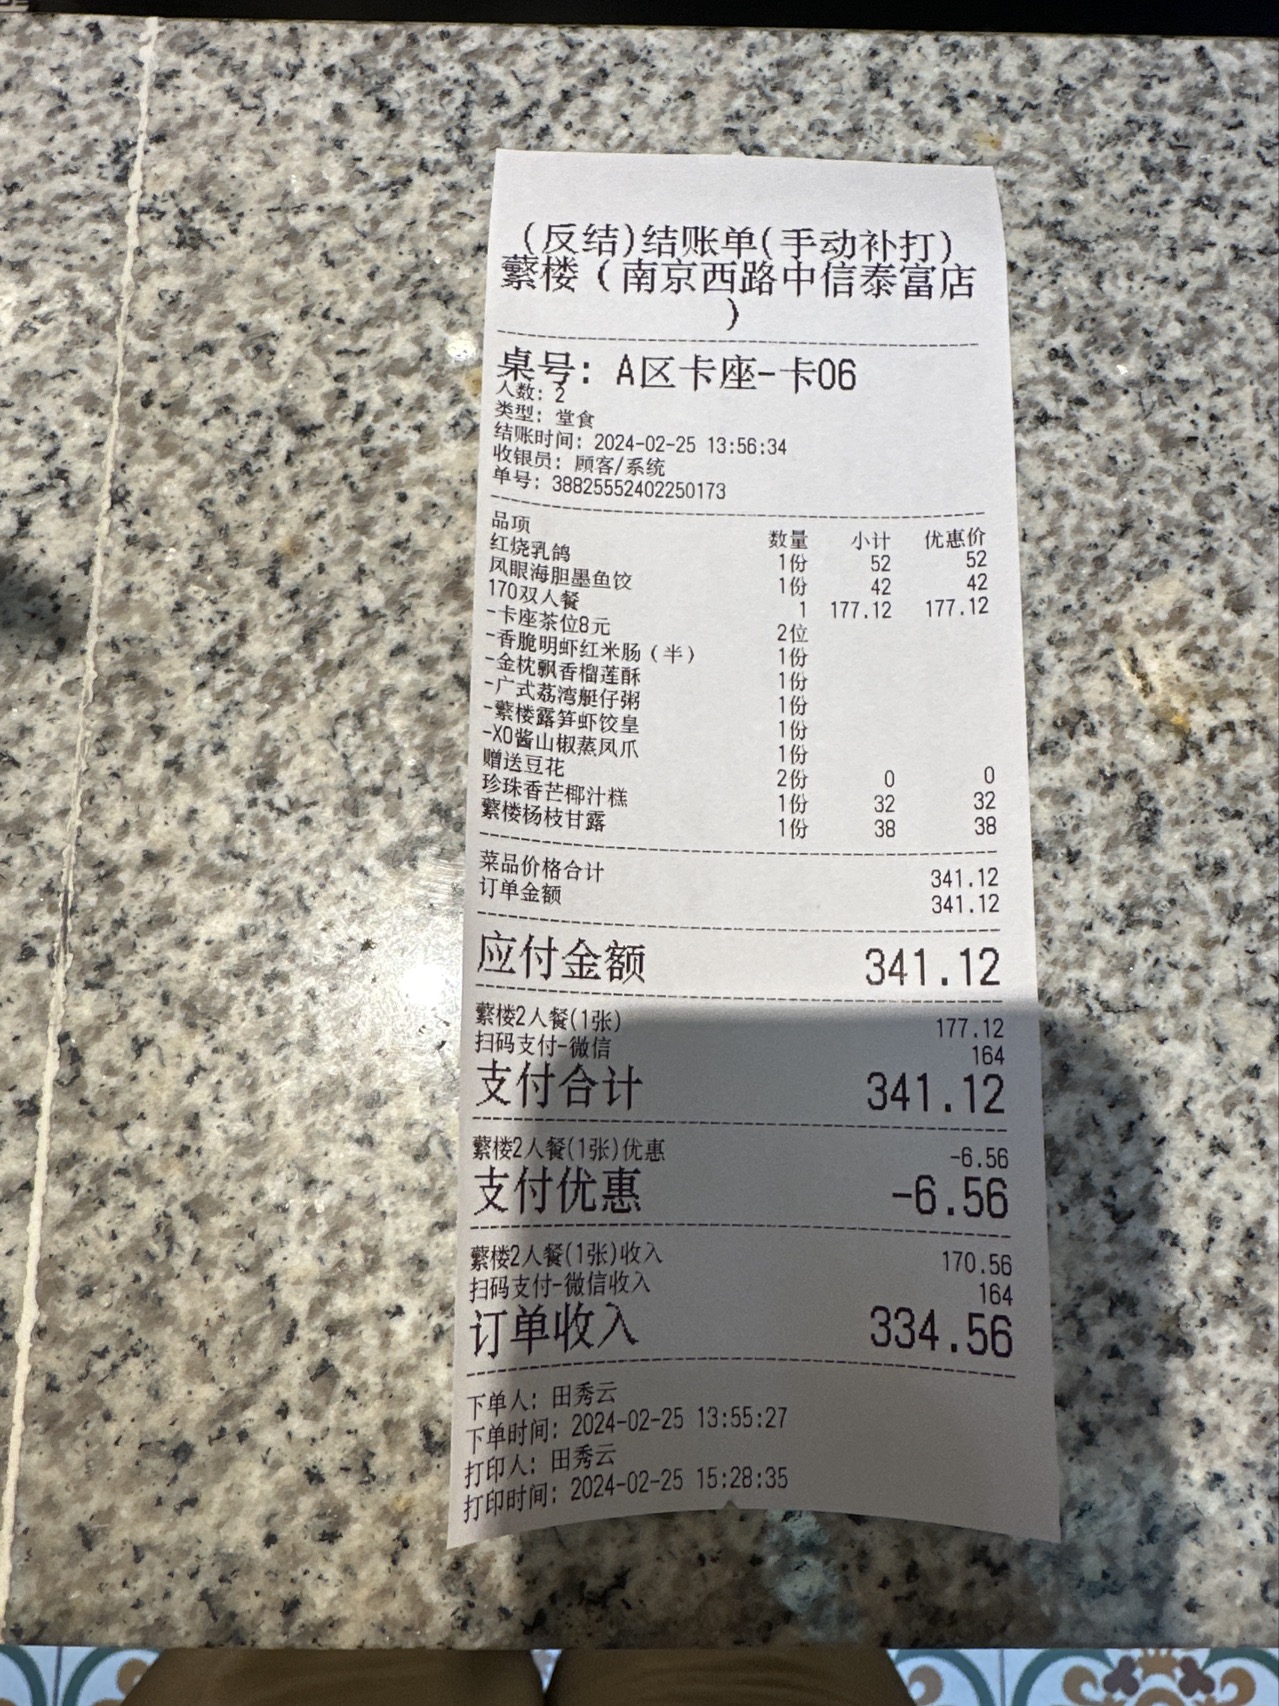 (反结)结账单(手动补打)
蘩楼（南京西路中信泰富店
）
桌号: A区卡座-卡06
人数: 2
类型: 堂食
结账时间: 2024-02-25 13:56:34
收银员: 顾客/系统
单号: 38825552402250173
品项 数量 小计 优惠价
红烧乳鸽 1份 52 52
凤眼海胆墨鱼饺 1份 42 42
170双人餐 1 177.12 177.12
-卡座茶位8元 2位
-香脆明虾红米肠（半） 1份
-金枕飘香榴莲酥 1份
-广式荔湾艇仔粥 1份
-蘩楼露笋虾饺皇 1份
-XO酱山椒蒸凤爪 1份
赠送豆花 2份 0 0
珍珠香芒椰汁糕 1份 32 32
蘩楼杨枝甘露 1份 38 38
菜品价格合计 341.12
订单金额 341.12
应付金额 341.12
蘩楼2人餐(1张) 177.12
扫码支付-微信 164
支付合计 341.12
蘩楼2人餐(1张)优惠 -6.56
支付优惠 -6.56
蘩楼2人餐(1张)收入 170.56
扫码支付-微信收入 164
订单收入 334.56
下单人: 田秀云
下单时间: 2024-02-25 13:55:27
打印人: 田秀云
打印时间: 2024-02-25 15:28:35